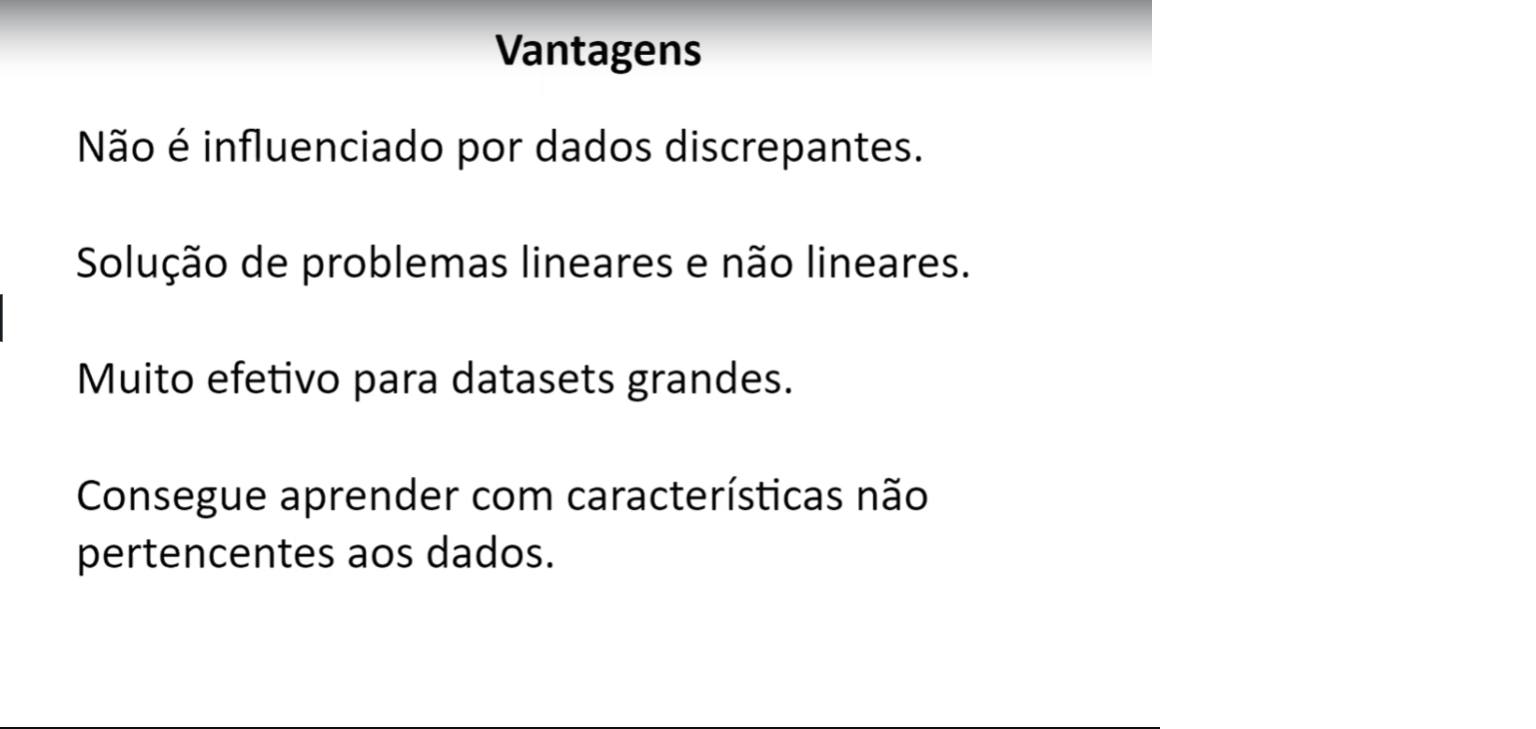 Vantagens
Não é influenciado por dados discrepantes.
Solução de problemas lineares e não lineares.
Muito efetivo para datasets grandes.
Consegue aprender com características não
pertencentes aos dados.